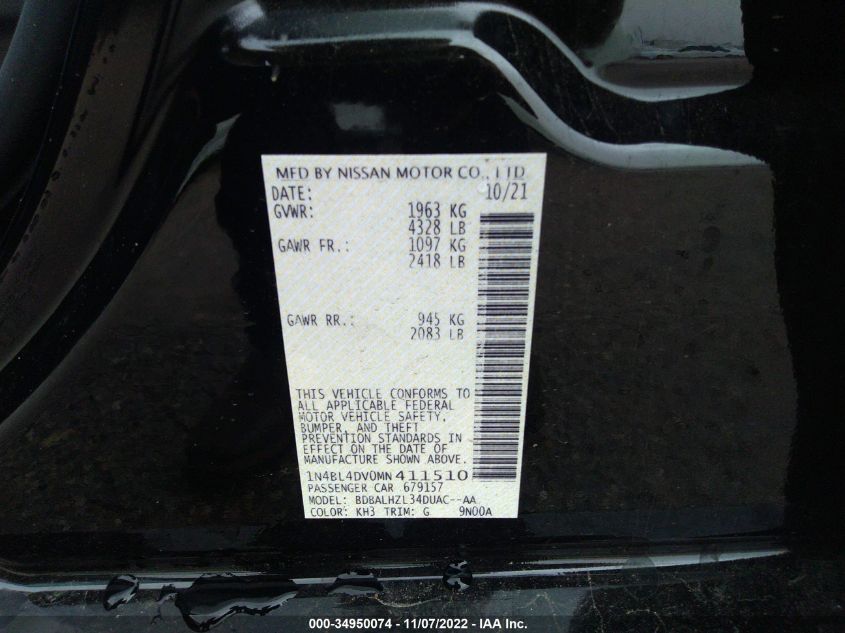 MFD BY NISSAN MOTOR CO., LTD
DATE: 10/21
GVWR: 1963 KG
4328 LB
GAWR FR.: 1097 KG
2418 LB
GAWR RR.: 945 KG
2083 LB
THIS VEHICLE CONFORMS TO
ALL APPLICABLE FEDERAL
MOTOR VEHICLE SAFETY,
BUMPER, AND THEFT
PREVENTION STANDARDS IN
EFFECT ON THE DATE OF
MANUFACTURE SHOWN ABOVE.
1N4BL4DV0MN411510
PASSENGER CAR 679157
MODEL: BDBALHZL34DUAC--AA
COLOR: KH3 TRIM: G 9N00A
000-34950074 - 11/07/2022 - © IAA Inc.